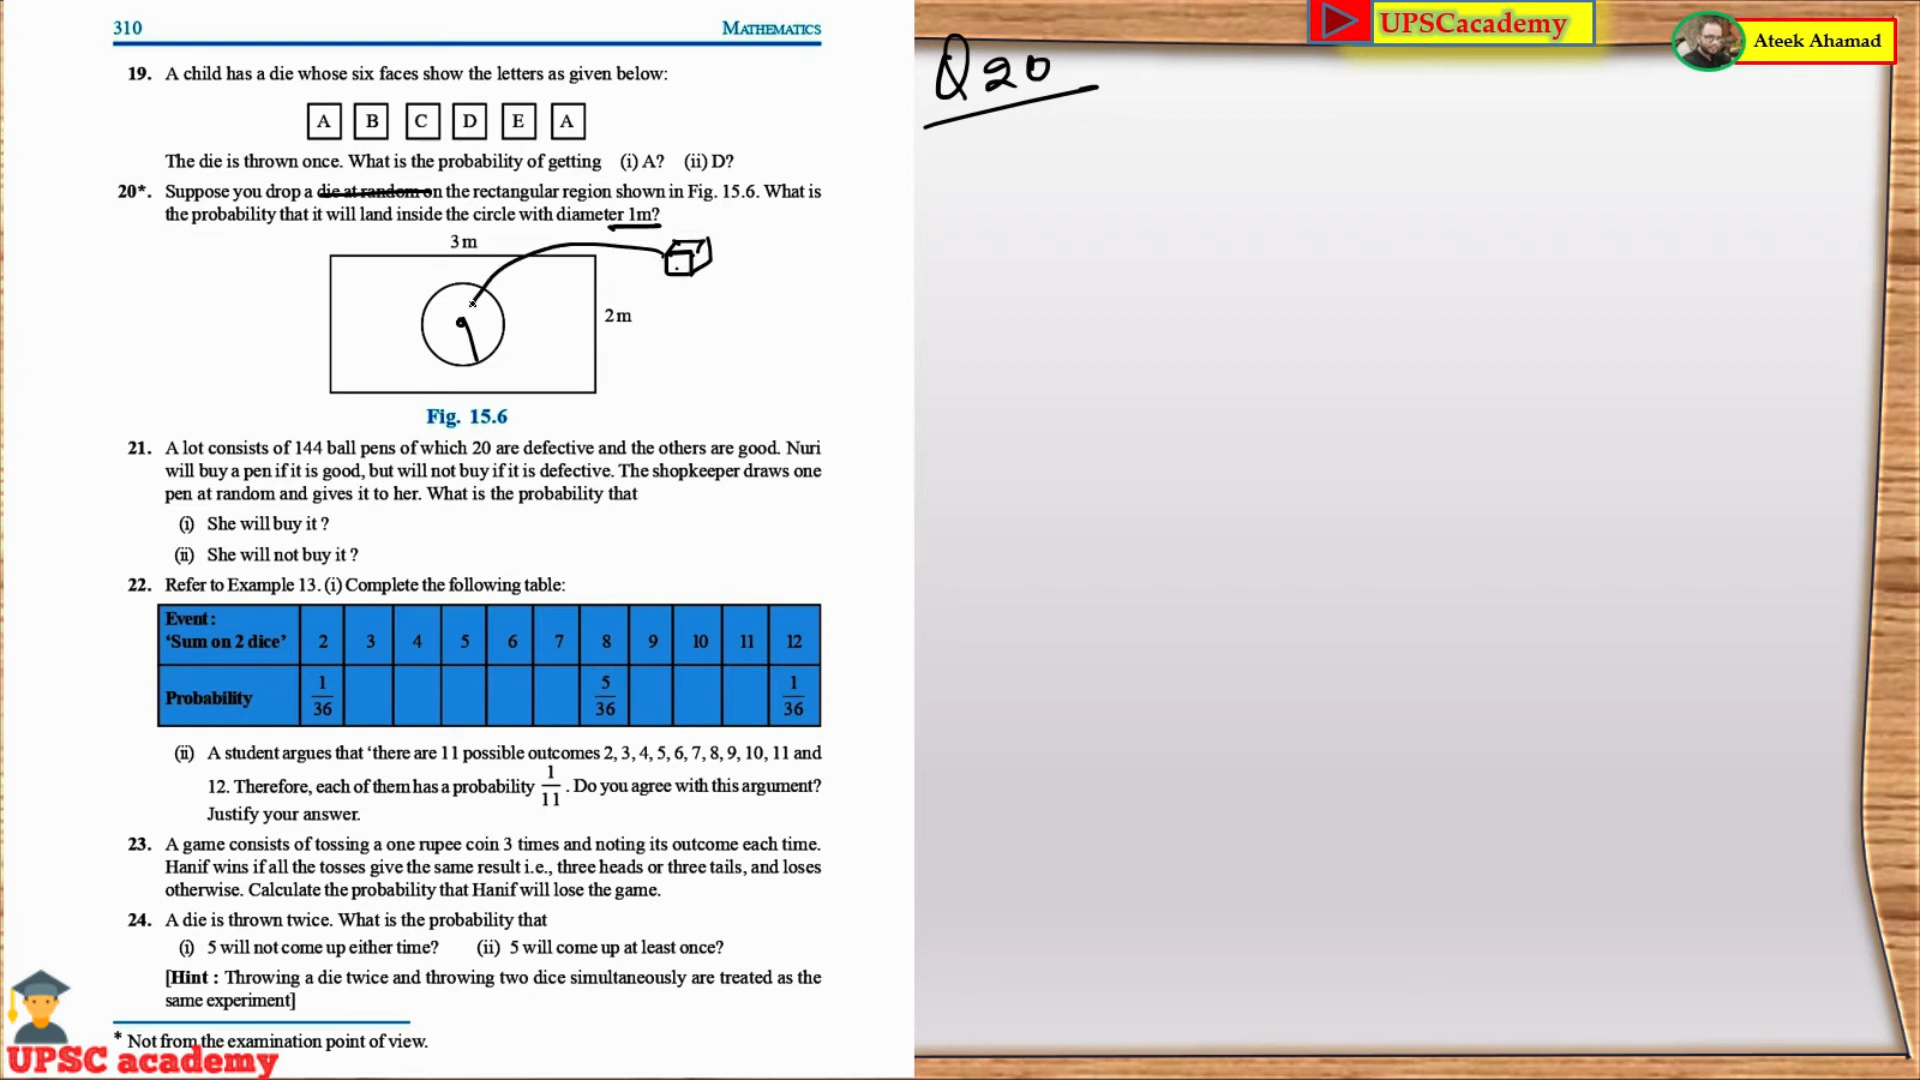 310
MATHEMATICS
19. A child has a die whose six faces show the letters as given below:
A B C D E A
The die is thrown once. What is the probability of getting (i) A? (ii) D?
20*. Suppose you drop a die at random on the rectangular region shown in Fig. 15.6. What is
the probability that it will land inside the circle with diameter 1m?
3 m
2 m
Fig. 15.6
21. A lot consists of 144 ball pens of which 20 are defective and the others are good. Nuri
will buy a pen if it is good, but will not buy if it is defective. The shopkeeper draws one
pen at random and gives it to her. What is the probability that
(i) She will buy it ?
(ii) She will not buy it ?
22. Refer to Example 13. (i) Complete the following table:
Event :
‘Sum on 2 dice’ 2 3 4 5 6 7 8 9 10 11 12
Probability 1/36 5/36 1/36
(ii) A student argues that ‘there are 11 possible outcomes 2, 3, 4, 5, 6, 7, 8, 9, 10, 11 and
12. Therefore, each of them has a probability 1/11 . Do you agree with this argument?
Justify your answer.
23. A game consists of tossing a one rupee coin 3 times and noting its outcome each time.
Hanif wins if all the tosses give the same result i.e., three heads or three tails, and loses
otherwise. Calculate the probability that Hanif will lose the game.
24. A die is thrown twice. What is the probability that
(i) 5 will not come up either time? (ii) 5 will come up at least once?
[Hint : Throwing a die twice and throwing two dice simultaneously are treated as the
same experiment]
* Not from the examination point of view.
UPSC academy
Q 20
UPSCacademy
Ateek Ahamad